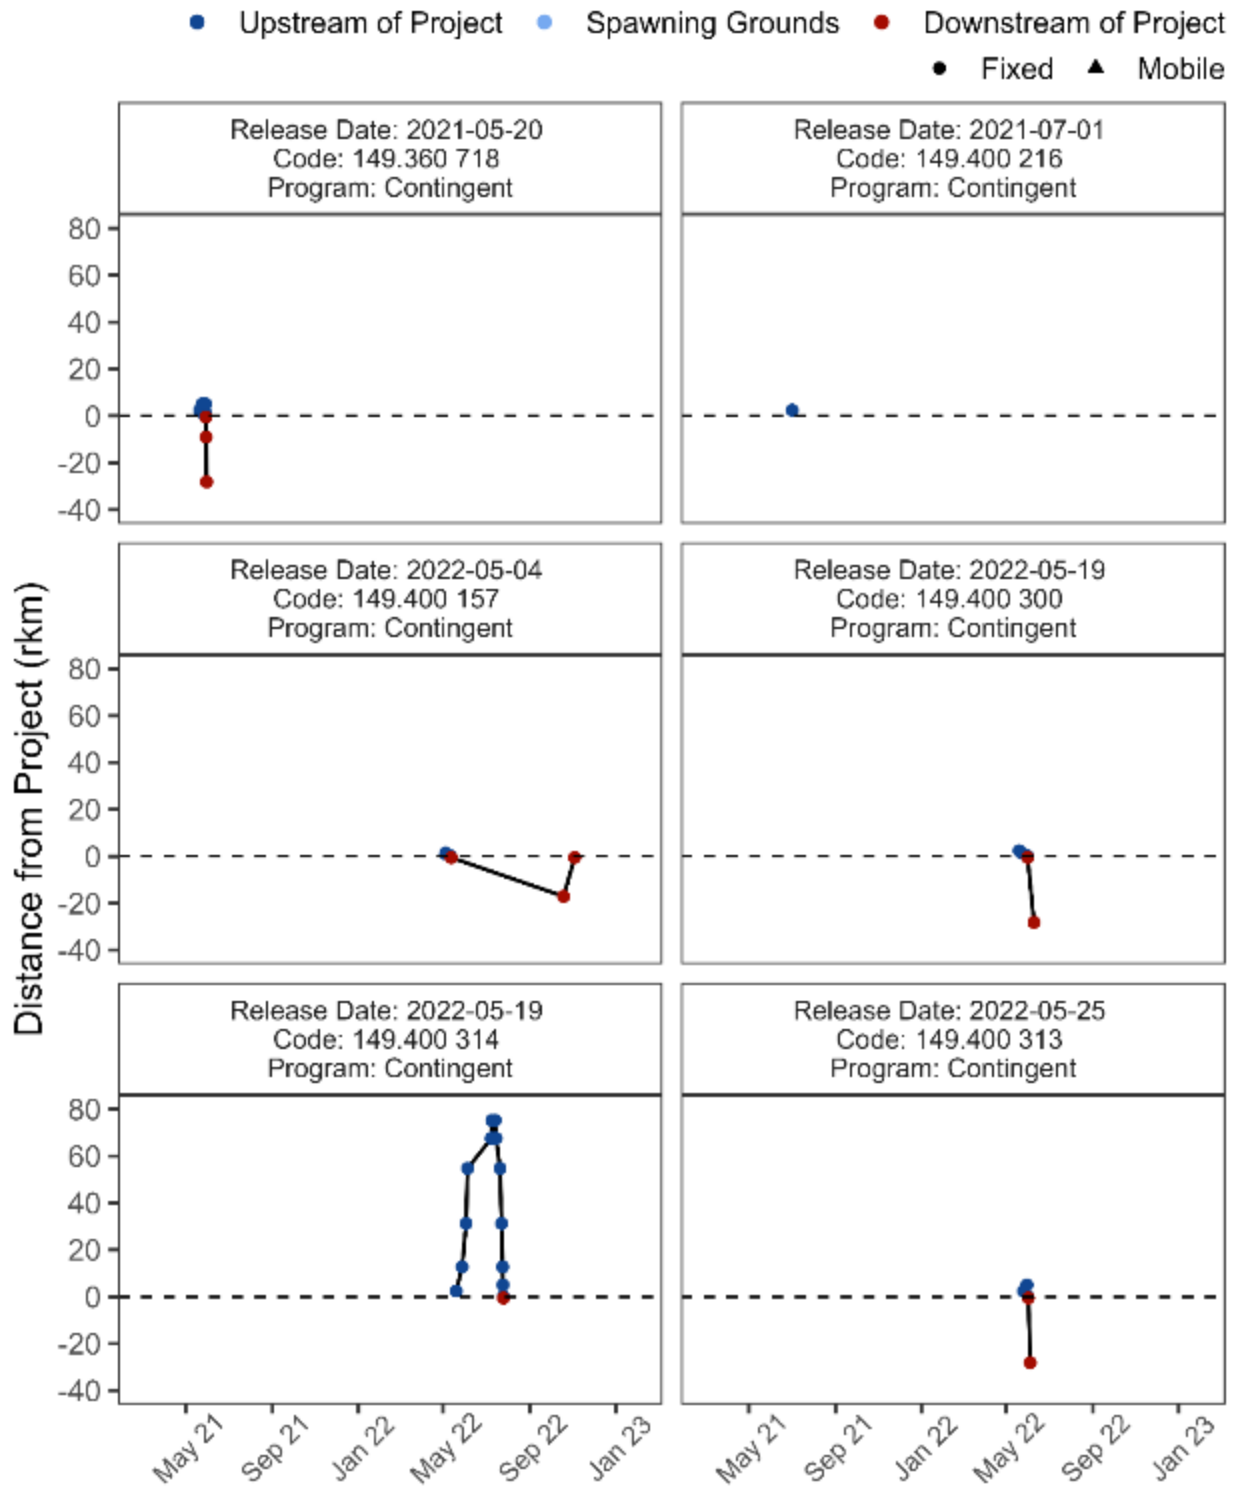 Upstream of Project Spawning Grounds Downstream of Project
Fixed Mobile
Release Date: 2021-05-20
Code: 149.360 718
Program: Contingent
Release Date: 2021-07-01
Code: 149.400 216
Program: Contingent
80
60
40
20
0
-20
-40
Release Date: 2022-05-04
Code: 149.400 157
Program: Contingent
Release Date: 2022-05-19
Code: 149.400 300
Program: Contingent
80
60
40
20
0
-20
-40
Distance from Project (rkm)
Release Date: 2022-05-19
Code: 149.400 314
Program: Contingent
Release Date: 2022-05-25
Code: 149.400 313
Program: Contingent
80
60
40
20
0
-20
-40
May 21 Sep 21 Jan 22 May 22 Sep 22 Jan 23 May 21 Sep 21 Jan 22 May 22 Sep 22 Jan 23